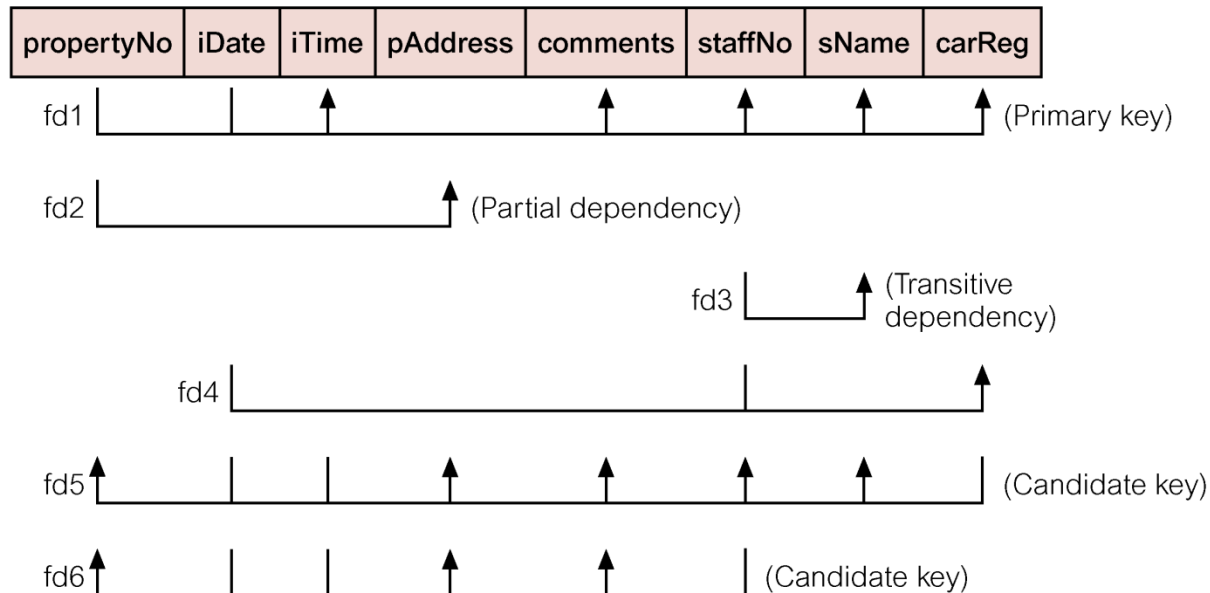 propertyNo iDate iTime pAddress comments staffNo sName carReg
fd1 (Primary key)
fd2 (Partial dependency)
fd3 (Transitive
dependency)
fd4
fd5 (Candidate key)
fd6 (Candidate key)